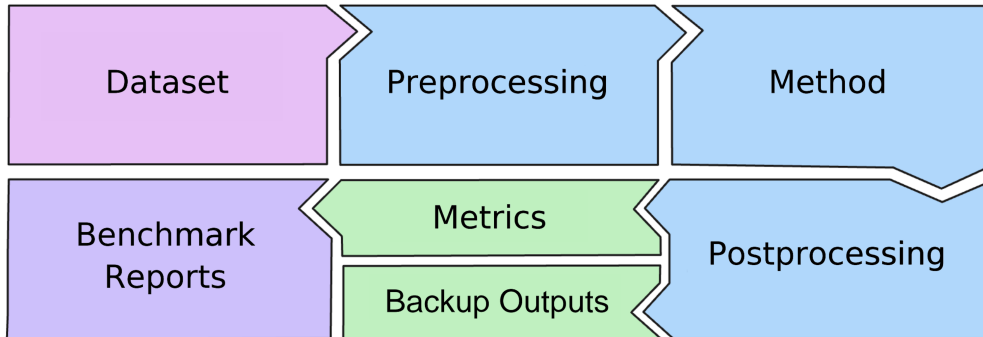 Dataset
Preprocessing
Method
Benchmark
Reports
Metrics
Backup Outputs
Postprocessing